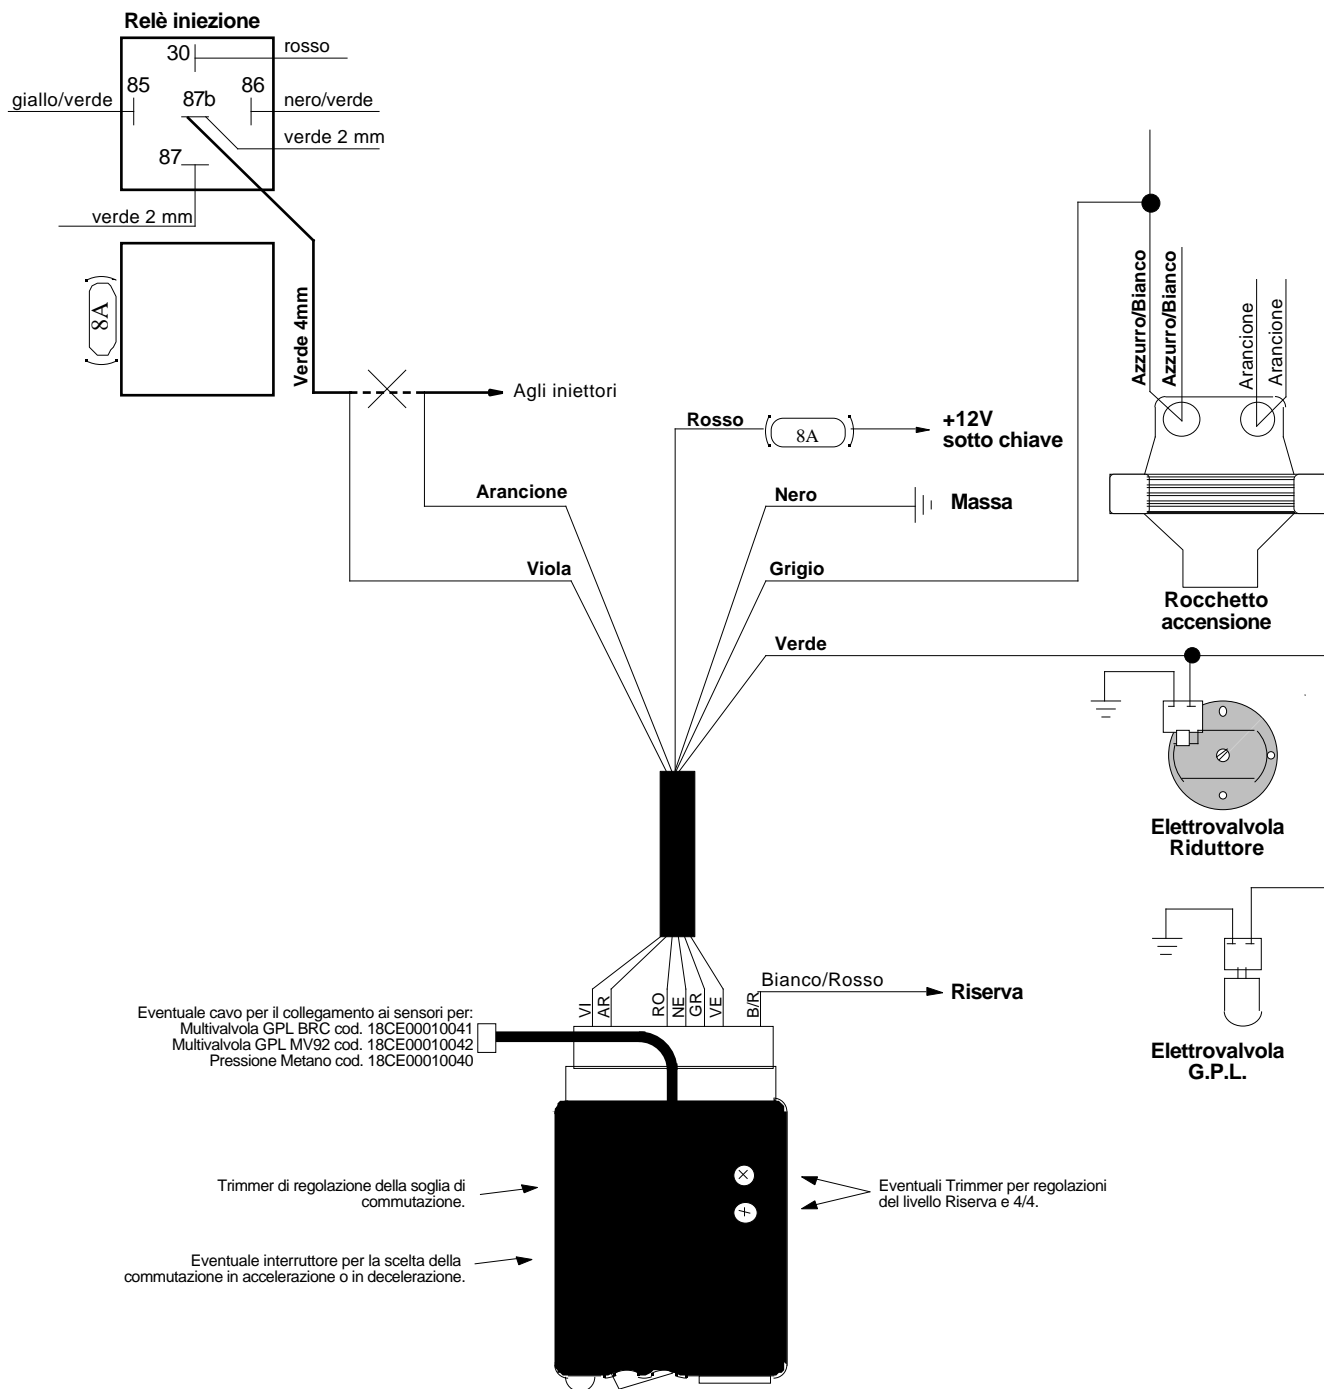 Relè iniezione
30
rosso
85
86
giallo/verde
87b
nero/verde
verde 2 mm
87
verde 2 mm
8A
Verde 4mm
Agli iniettori
Azzurro/Bianco
Azzurro/Bianco
Arancione
Arancione
Rosso
8A
+12V
sotto chiave
Arancione
Nero
Massa
Viola
Grigio
Rocchetto
accensione
Verde
Elettrovalvola
Riduttore
VI
AR
RO
NE
GR
VE
B/R
Bianco/Rosso
Riserva
Eventuale cavo per il collegamento ai sensori per:
Multivalvola GPL BRC cod. 18CE00010041
Multivalvola GPL MV92 cod. 18CE00010042
Pressione Metano cod. 18CE00010040
Elettrovalvola
G.P.L.
Trimmer di regolazione della soglia di
commutazione.
Eventuali Trimmer per regolazioni
del livello Riserva e 4/4.
Eventuale interruttore per la scelta della
commutazione in accelerazione o in decelerazione.